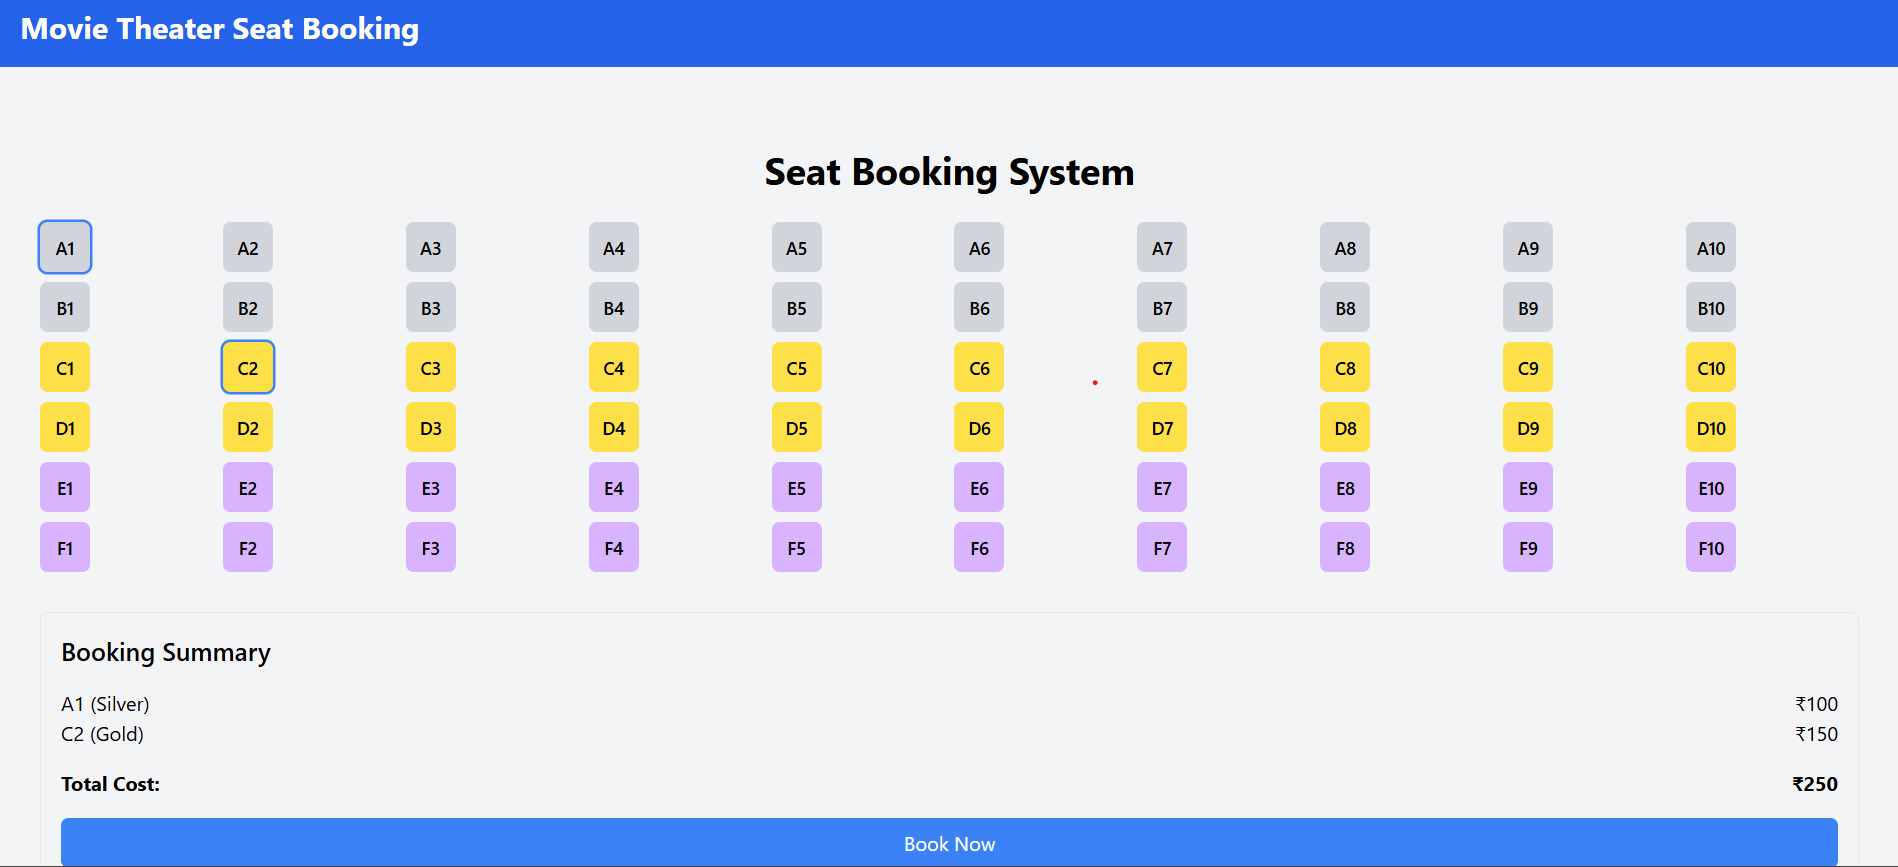 Movie Theater Seat Booking
Seat Booking System
A1 A2 A3 A4 A5 A6 A7 A8 A9 A10
B1 B2 B3 B4 B5 B6 B7 B8 B9 B10
C1 C2 C3 C4 C5 C6 C7 C8 C9 C10
D1 D2 D3 D4 D5 D6 D7 D8 D9 D10
E1 E2 E3 E4 E5 E6 E7 E8 E9 E10
F1 F2 F3 F4 F5 F6 F7 F8 F9 F10
Booking Summary
A1 (Silver) ₹100
C2 (Gold) ₹150
Total Cost: ₹250
Book Now